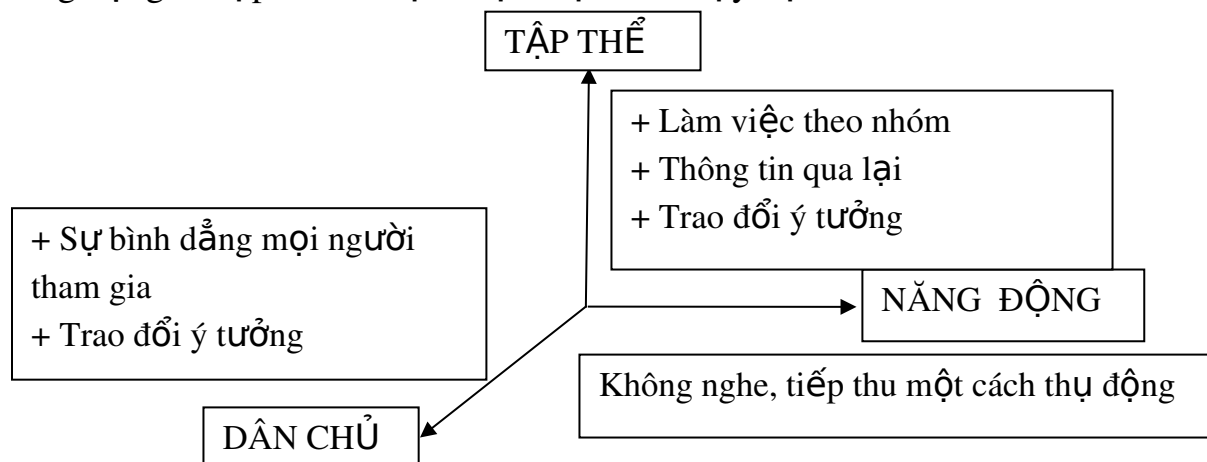 TẬP THỂ
+ Làm việc theo nhóm
+ Thông tin qua lại
+ Trao đổi ý tưởng
+ Sự bình dẳng mọi người
tham gia
+ Trao đổi ý tưởng
NĂNG ĐỘNG
Không nghe, tiếp thu một cách thụ động
DÂN CHỦ